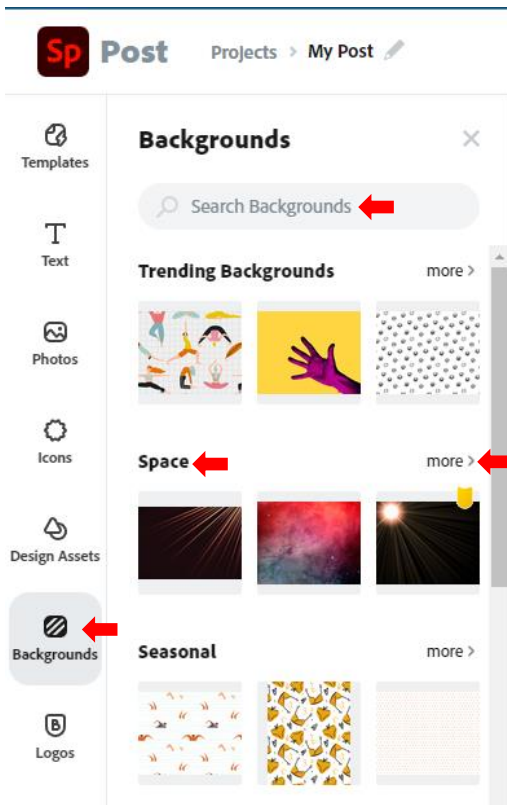 Sp Post Projects > My Post
Templates
Text
Photos
Icons
Design Assets
Backgrounds
B
Logos
Backgrounds ×
Search Backgrounds
Trending Backgrounds more >
Space more >
Seasonal more >